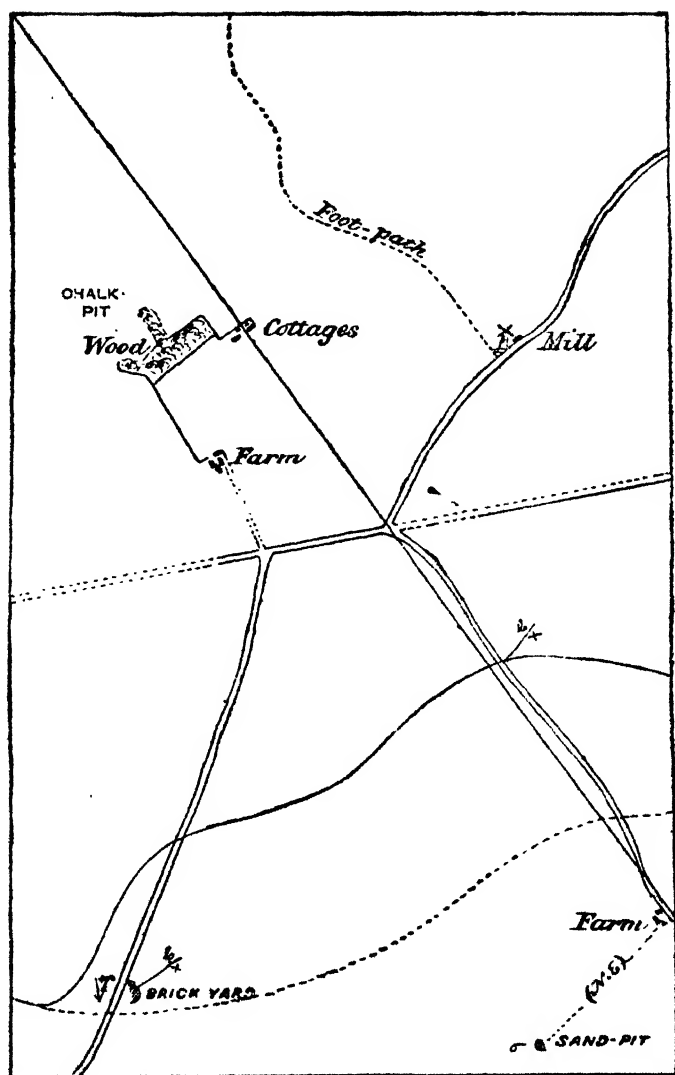 Foot-path
CHALK-
PIT
Wood
Cottages
Mill
Farm
BRICK YARD
Farm
(N.E)
SAND-PIT